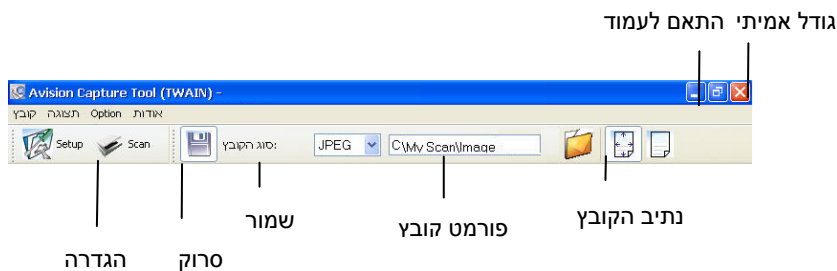 גודל אמיתי  התאם לעמוד
Avision Capture Tool (TWAIN) -
קובץ תצוגה Option אודות
Setup Scan סוג הקובץ: JPEG C\My Scan\Image
נתיב הקובץ
שמור פורמט קובץ
הגדרה סרוק